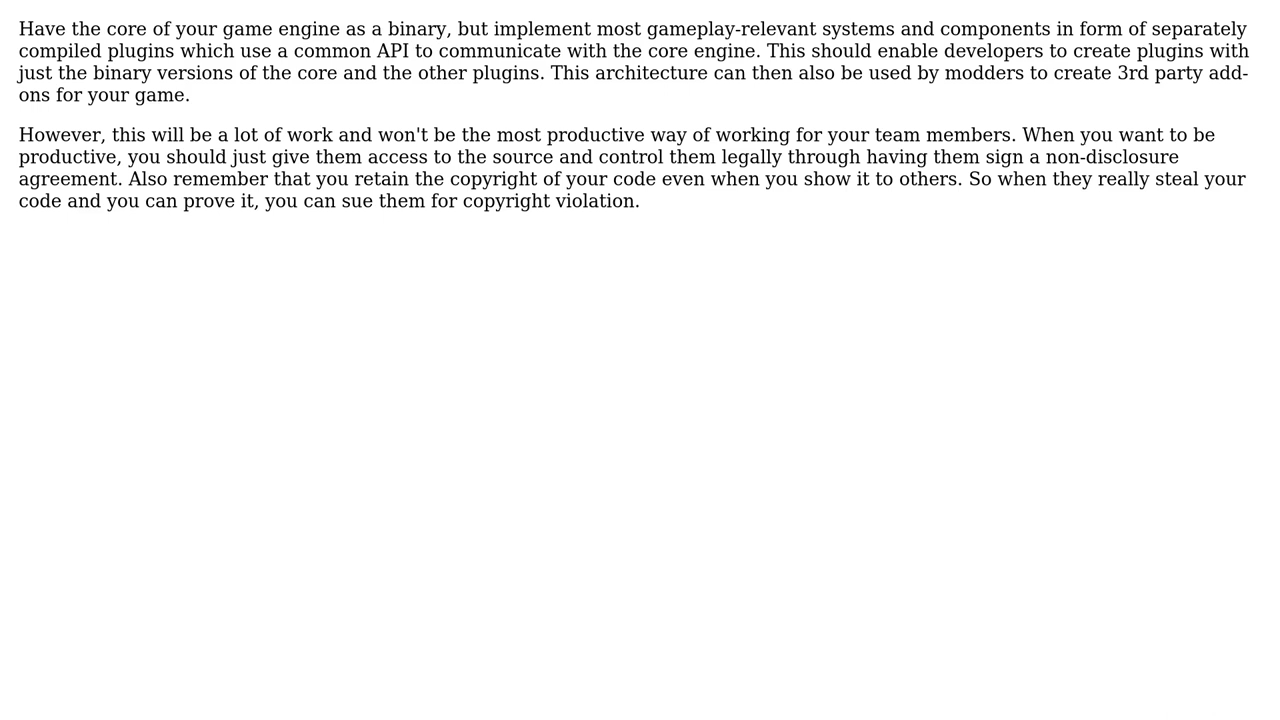 Have the core of your game engine as a binary, but implement most gameplay-relevant systems and components in form of separately
compiled plugins which use a common API to communicate with the core engine. This should enable developers to create plugins with
just the binary versions of the core and the other plugins. This architecture can then also be used by modders to create 3rd party add-
ons for your game.
However, this will be a lot of work and won't be the most productive way of working for your team members. When you want to be
productive, you should just give them access to the source and control them legally through having them sign a non-disclosure
agreement. Also remember that you retain the copyright of your code even when you show it to others. So when they really steal your
code and you can prove it, you can sue them for copyright violation.